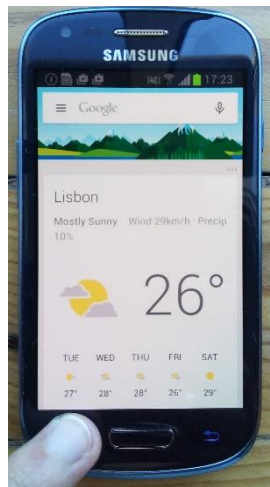 SAMSUNG
17:23
Google
Lisbon
Mostly Sunny Wind 29km/h · Precip
10%
26°
TUE WED THU FRI SAT
27° 28° 28° 26° 29°